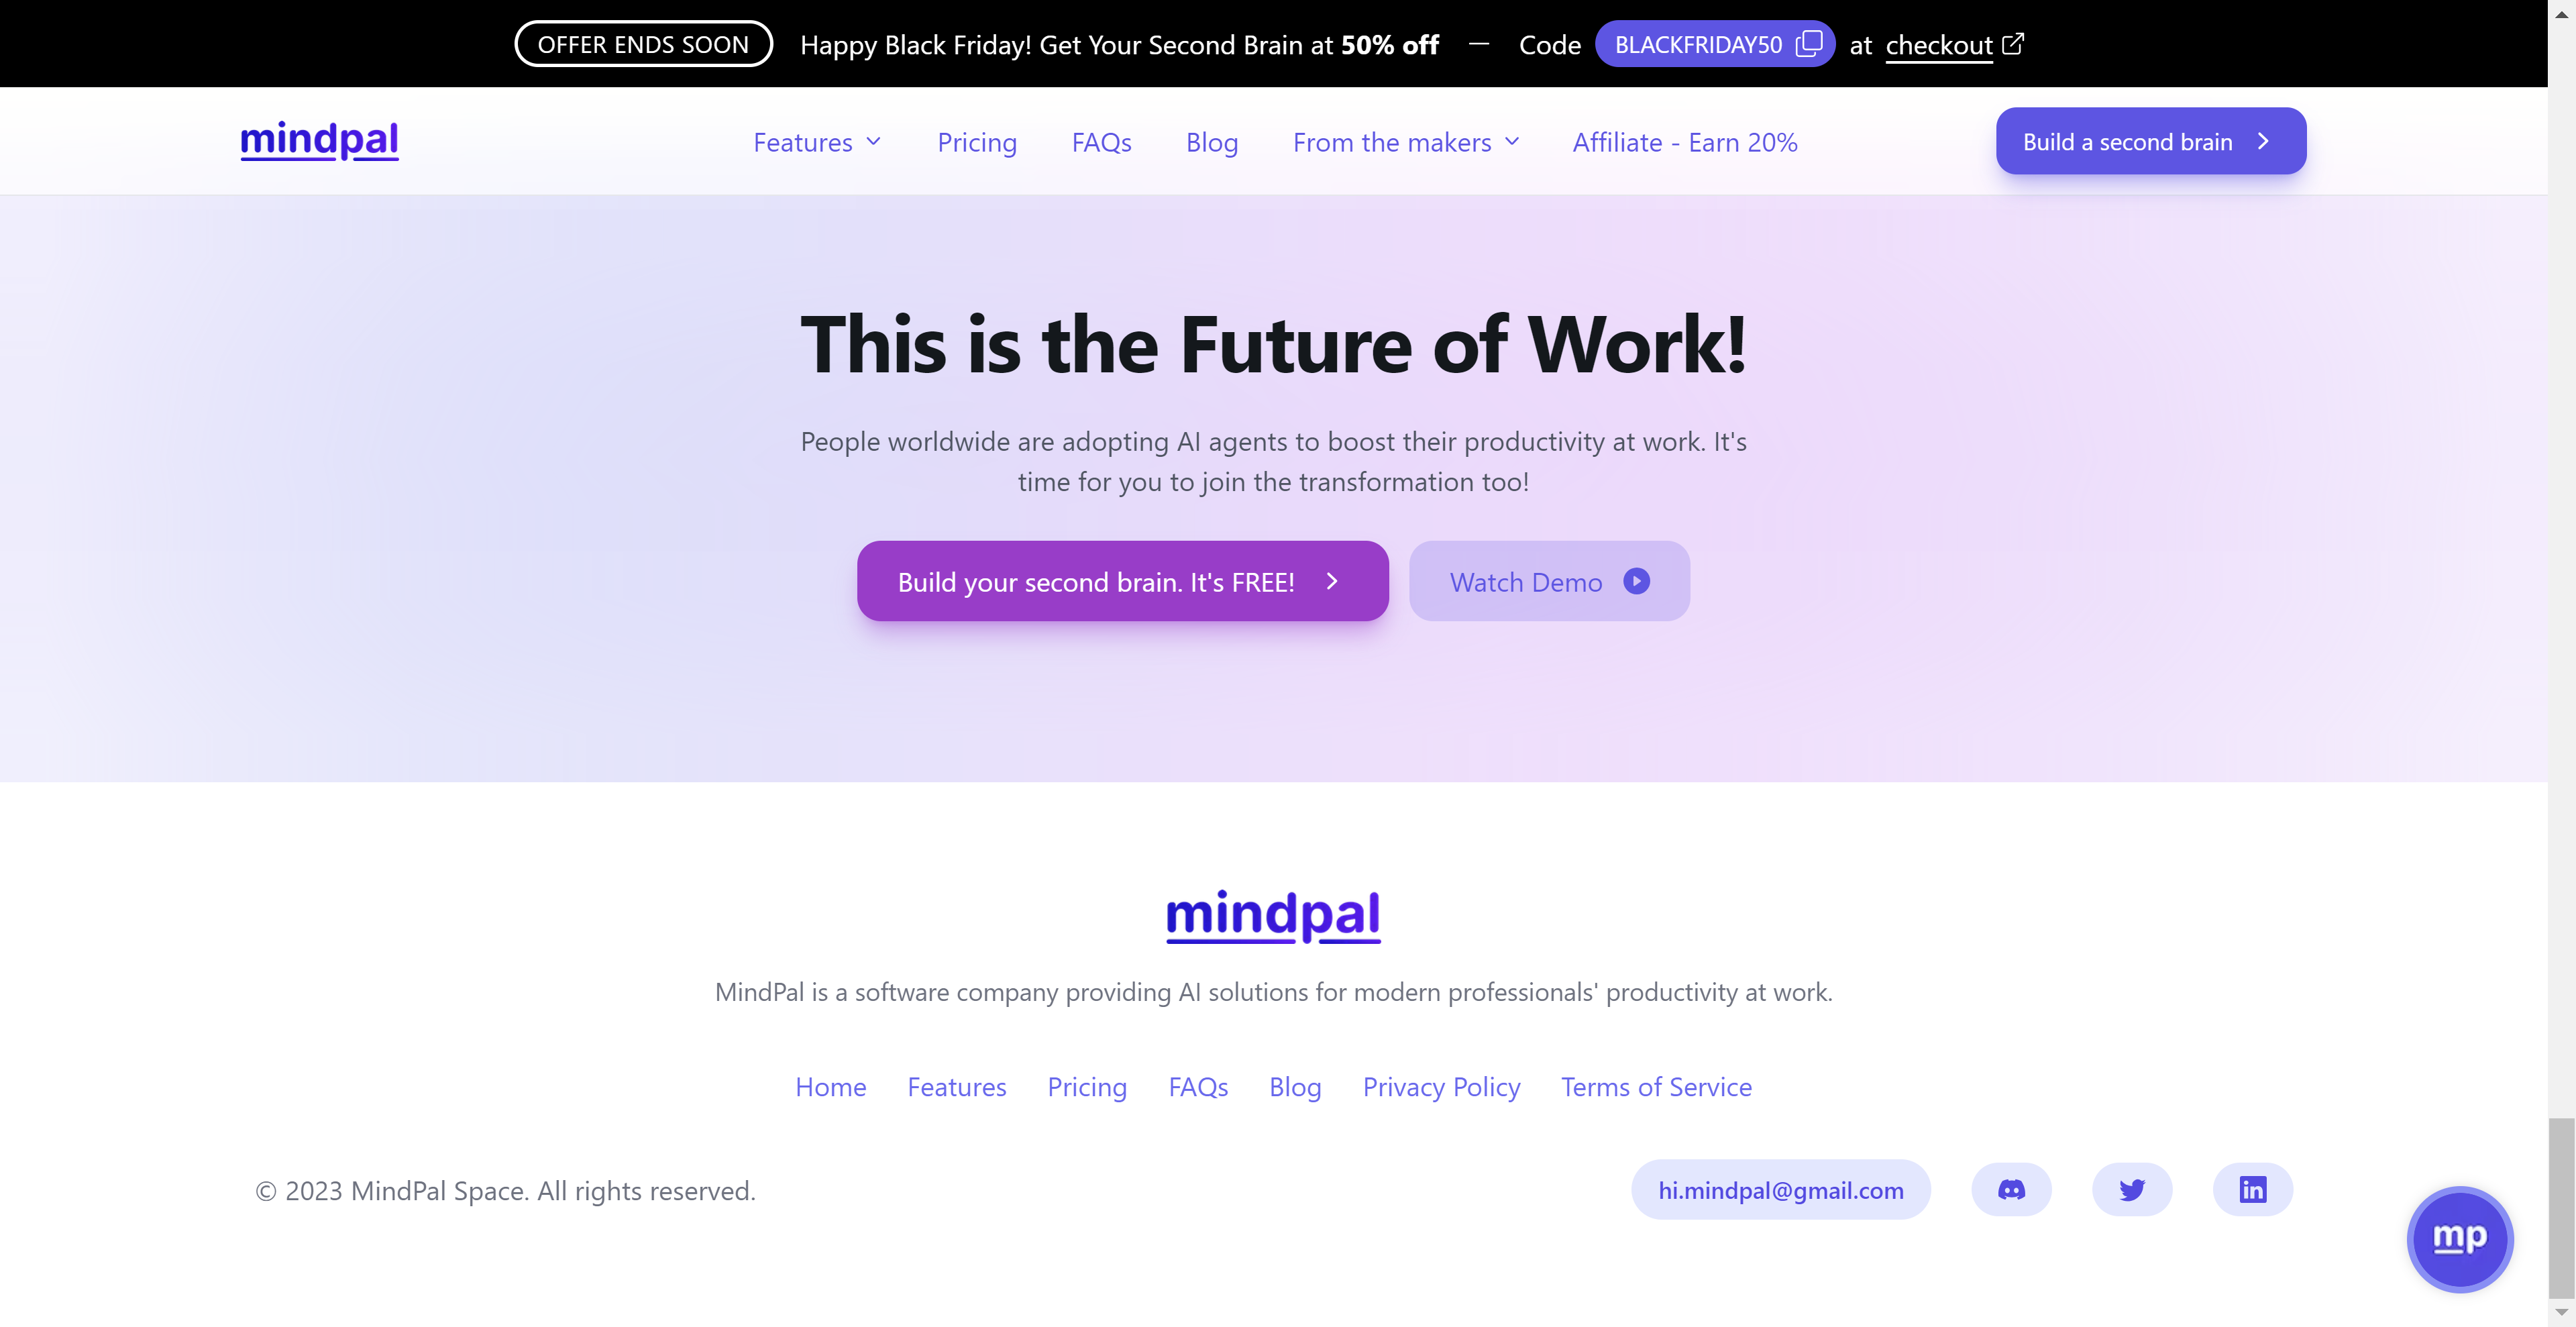 OFFER ENDS SOON Happy Black Friday! Get Your Second Brain at 50% off — Code BLACKFRIDAY50 at checkout
mindpal Features Pricing FAQs Blog From the makers Affiliate - Earn 20% Build a second brain
This is the Future of Work!
People worldwide are adopting AI agents to boost their productivity at work. It's
time for you to join the transformation too!
Build your second brain. It's FREE! Watch Demo
mindpal
MindPal is a software company providing AI solutions for modern professionals' productivity at work.
Home Features Pricing FAQs Blog Privacy Policy Terms of Service
© 2023 MindPal Space. All rights reserved. hi.mindpal@gmail.com in
mp